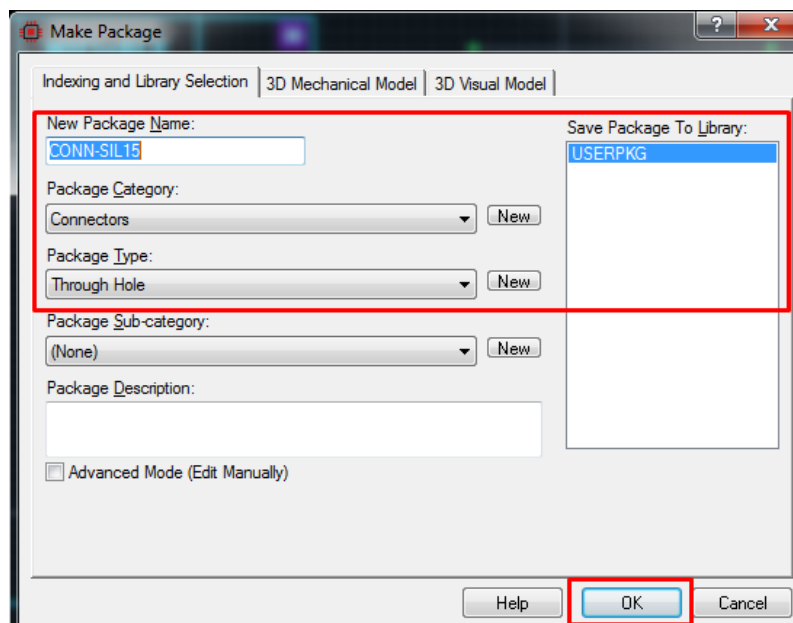 Make Package
?
X
Indexing and Library Selection
3D Mechanical Model
3D Visual Model
New Package Name:
CONN-SIL15
Package Category:
Connectors
New
Package Type:
Through Hole
New
Package Sub-category:
(None)
New
Package Description:
Advanced Mode (Edit Manually)
Save Package To Library:
USERPKG
Help
OK
Cancel